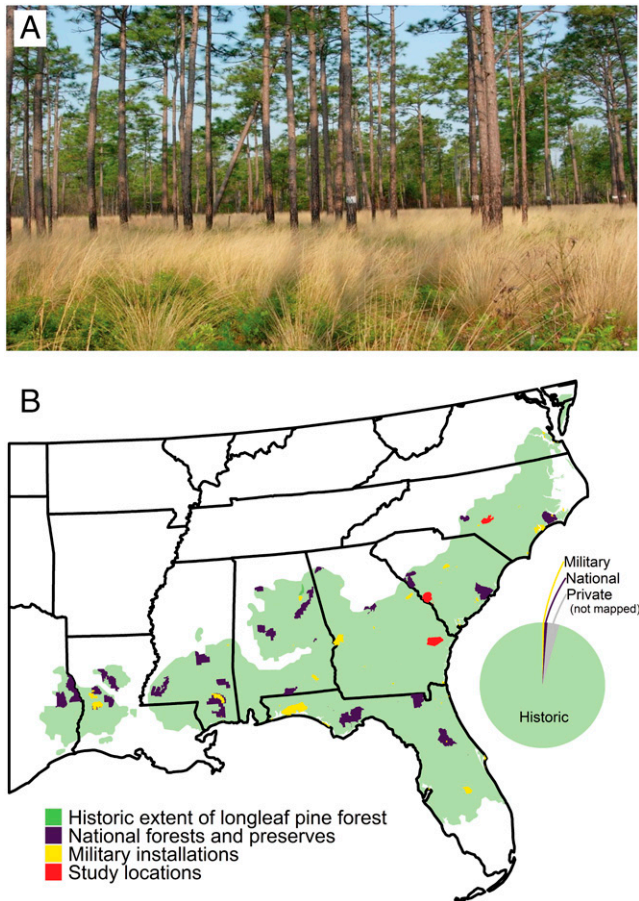 A
B
Military
National
Private
(not mapped)
Historic
Historic extent of longleaf pine forest
National forests and preserves
Military installations
Study locations